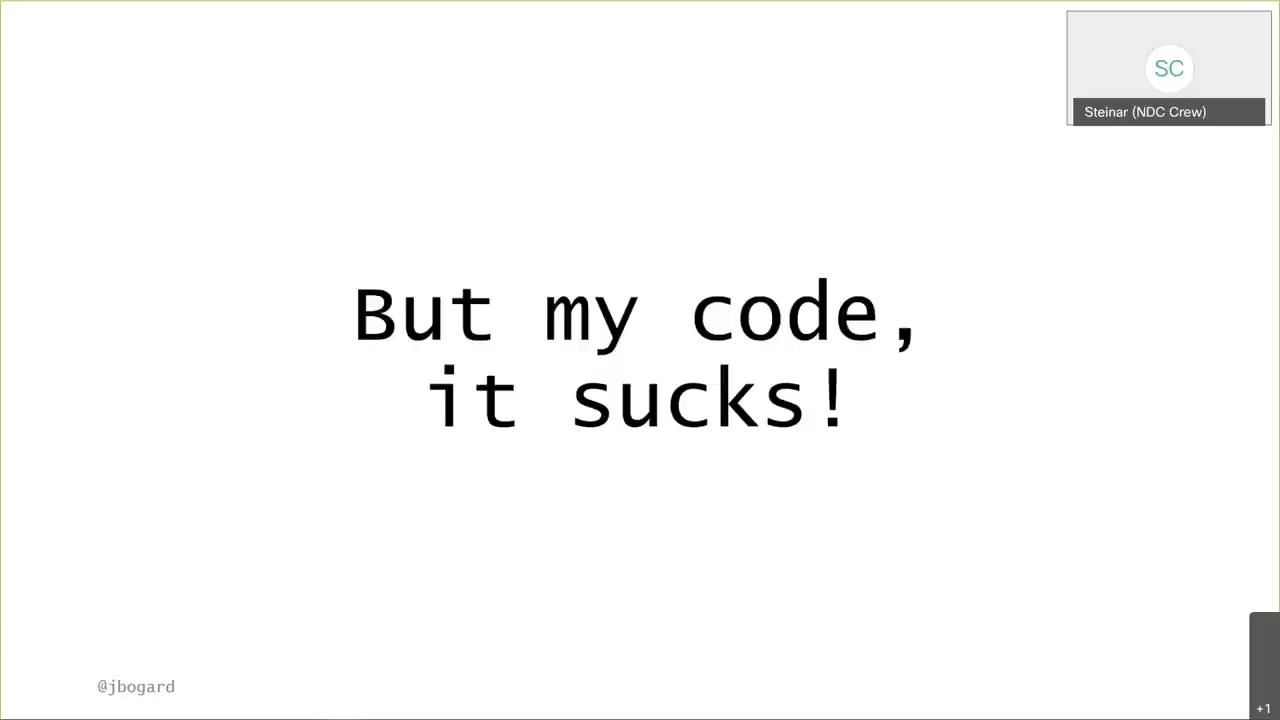 SC
Steinar (NDC Crew)
But my code,
it sucks!
@jbogard
+1